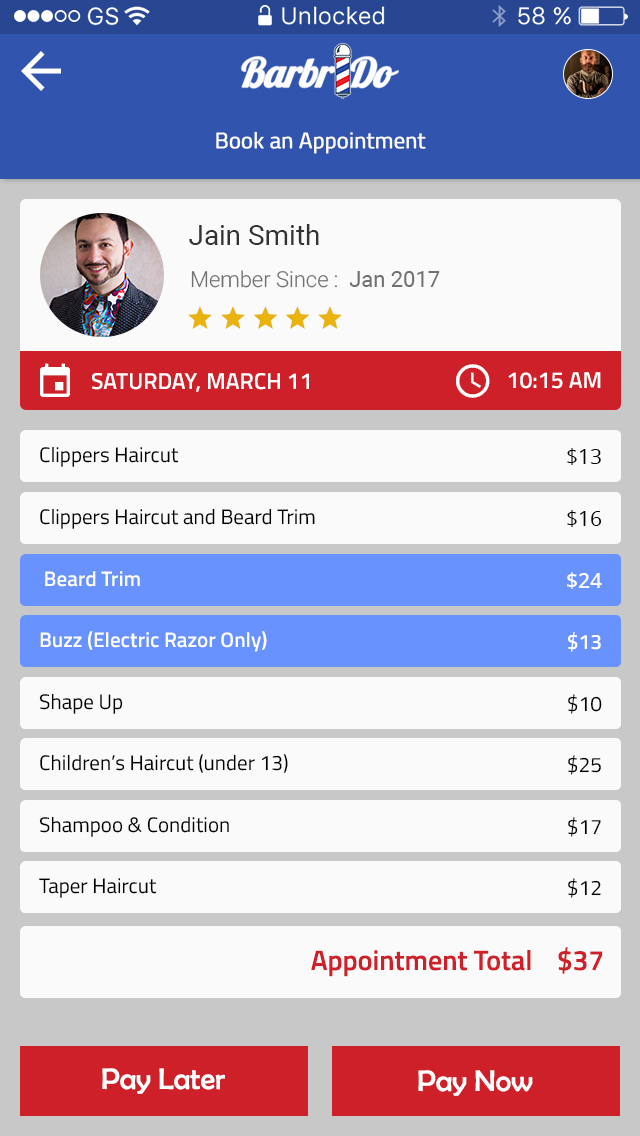 GS Unlocked 58 %
BarbrDo
Book an Appointment
Jain Smith
Member Since : Jan 2017
SATURDAY, MARCH 11 10:15 AM
Clippers Haircut $13
Clippers Haircut and Beard Trim $16
Beard Trim $24
Buzz (Electric Razor Only) $13
Shape Up $10
Children’s Haircut (under 13) $25
Shampoo & Condition $17
Taper Haircut $12
Appointment Total $37
Pay Later Pay Now